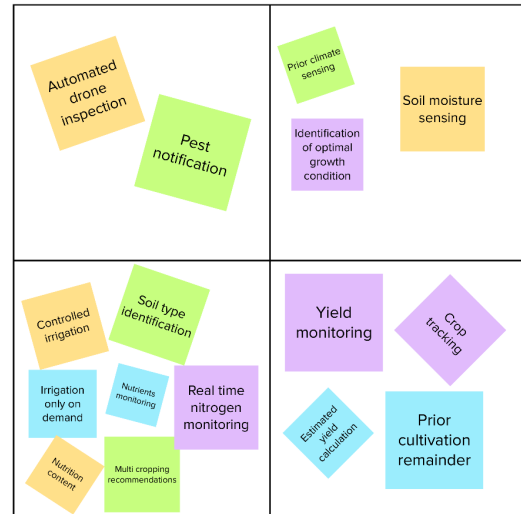 Automated
drone
inspection
Pest
notification
Prior climate
sensing
Soil moisture
sensing
Identification
of optimal
growth
condition
Controlled
irrigation
Soil type
identification
Irrigation
only on
demand
Nutrients
monitoring
Real time
nitrogen
monitoring
Nutrition
content
Multi cropping
recommendations
Yield
monitoring
Crop
tracking
Estimated
yield
calculation
Prior
cultivation
remainder